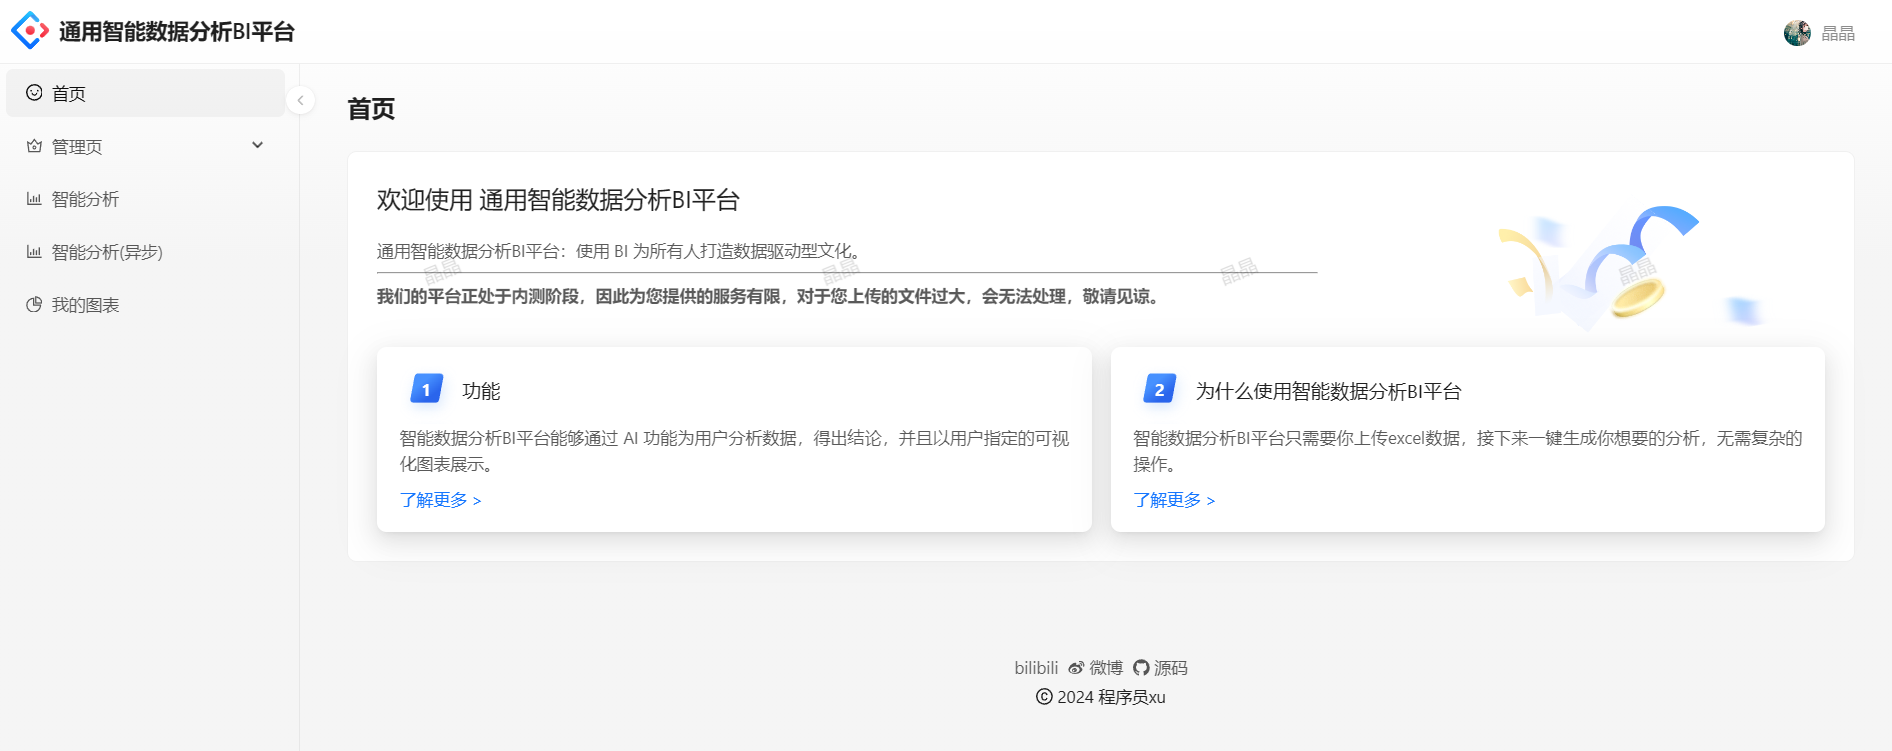 通用智能数据分析BI平台
晶晶
首页
管理页
智能分析
智能分析(异步)
我的图表
首页
欢迎使用 通用智能数据分析BI平台
通用智能数据分析BI平台：使用 BI 为所有人打造数据驱动型文化。
晶晶 晶晶 晶晶 晶晶
我们的平台正处于内测阶段，因此为您提供的服务有限，对于您上传的文件过大，会无法处理，敬请见谅。
1 功能
智能数据分析BI平台能够通过 AI 功能为用户分析数据，得出结论，并且以用户指定的可视
化图表展示。
了解更多 >
2 为什么使用智能数据分析BI平台
智能数据分析BI平台只需要你上传excel数据，接下来一键生成你想要的分析，无需复杂的
操作。
了解更多 >
bilibili 微博 源码
© 2024 程序员xu